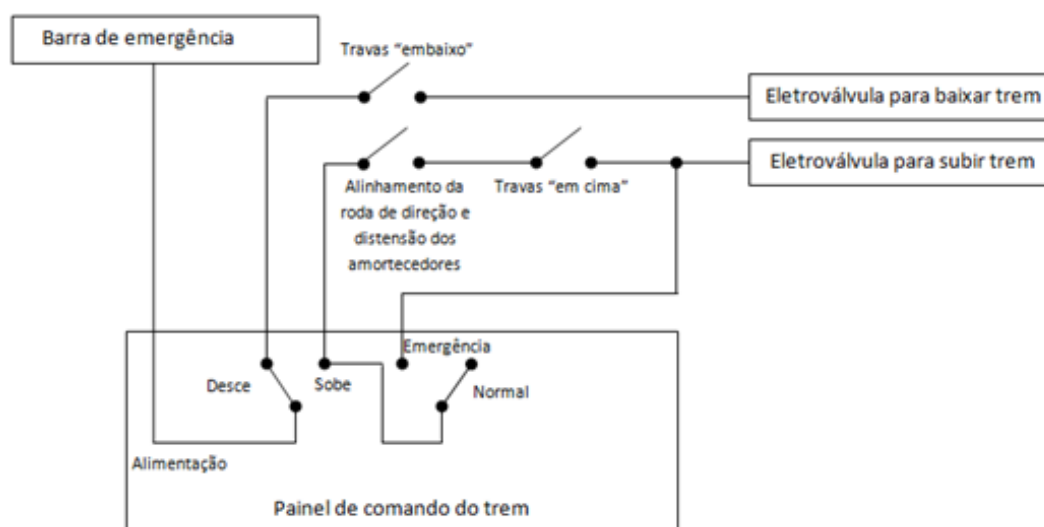 Barra de emergência
Travas “embaixo”
Eletroválvula para baixar trem
Eletroválvula para subir trem
Alinhamento da
roda de direção e
distensão dos
amortecedores
Travas “em cima”
Emergência
Desce
Sobe
Normal
Alimentação
Painel de comando do trem